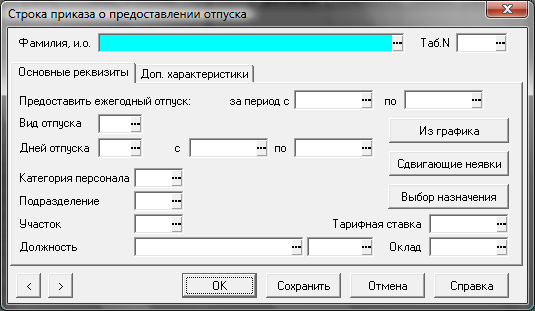 Строка приказа о предоставлении отпуска
Фамилия, и.о. Таб.N
Основные реквизиты Доп. характеристики
Предоставить ежегодный отпуск: за период с по
Вид отпуска Из графика
Дней отпуска с по
Сдвигающие неявки
Категория персонала
Подразделение Выбор назначения
Участок Тарифная ставка
Должность Оклад
< > OK Сохранить Отмена Справка